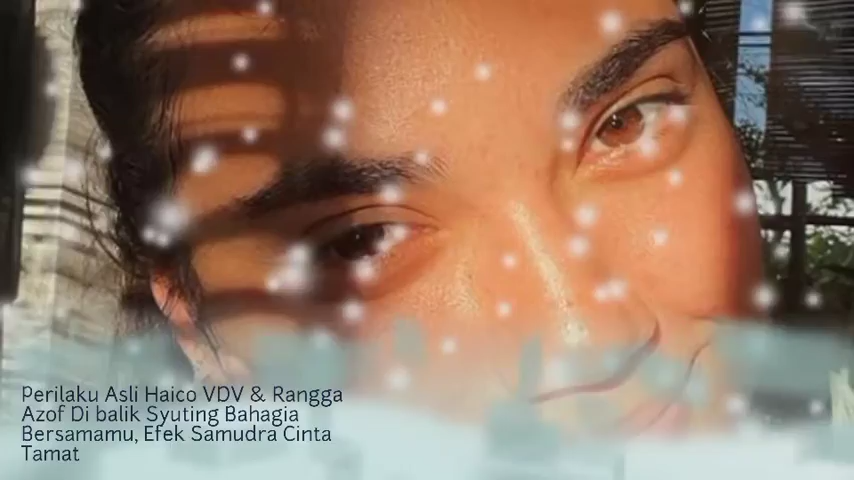 Perilaku Asli Haico VDV & Rangga
Azof Di balik Syuting Bahagia
Bersamamu, Efek Samudra Cinta
Tamat